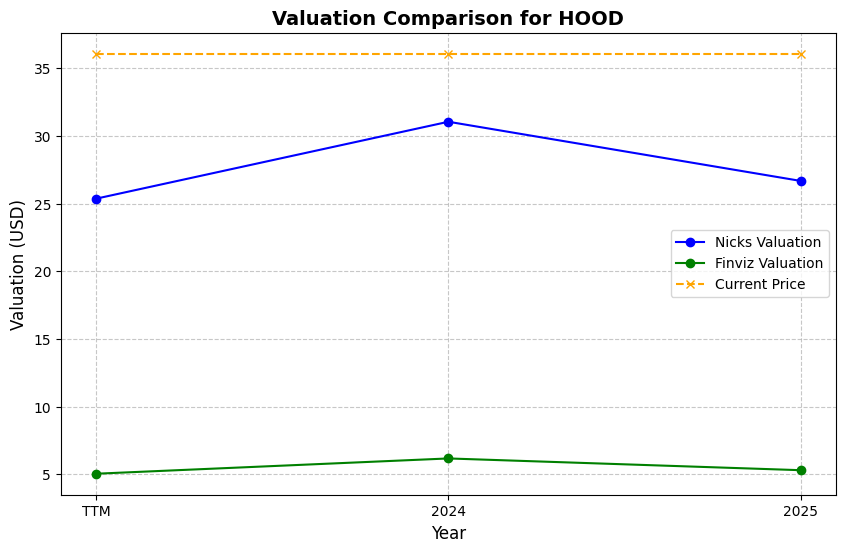 Valuation Comparison for HOOD
Valuation (USD)
35
30
25
20
15
10
5
Nicks Valuation
Finviz Valuation
Current Price
TTM
2024
2025
Year